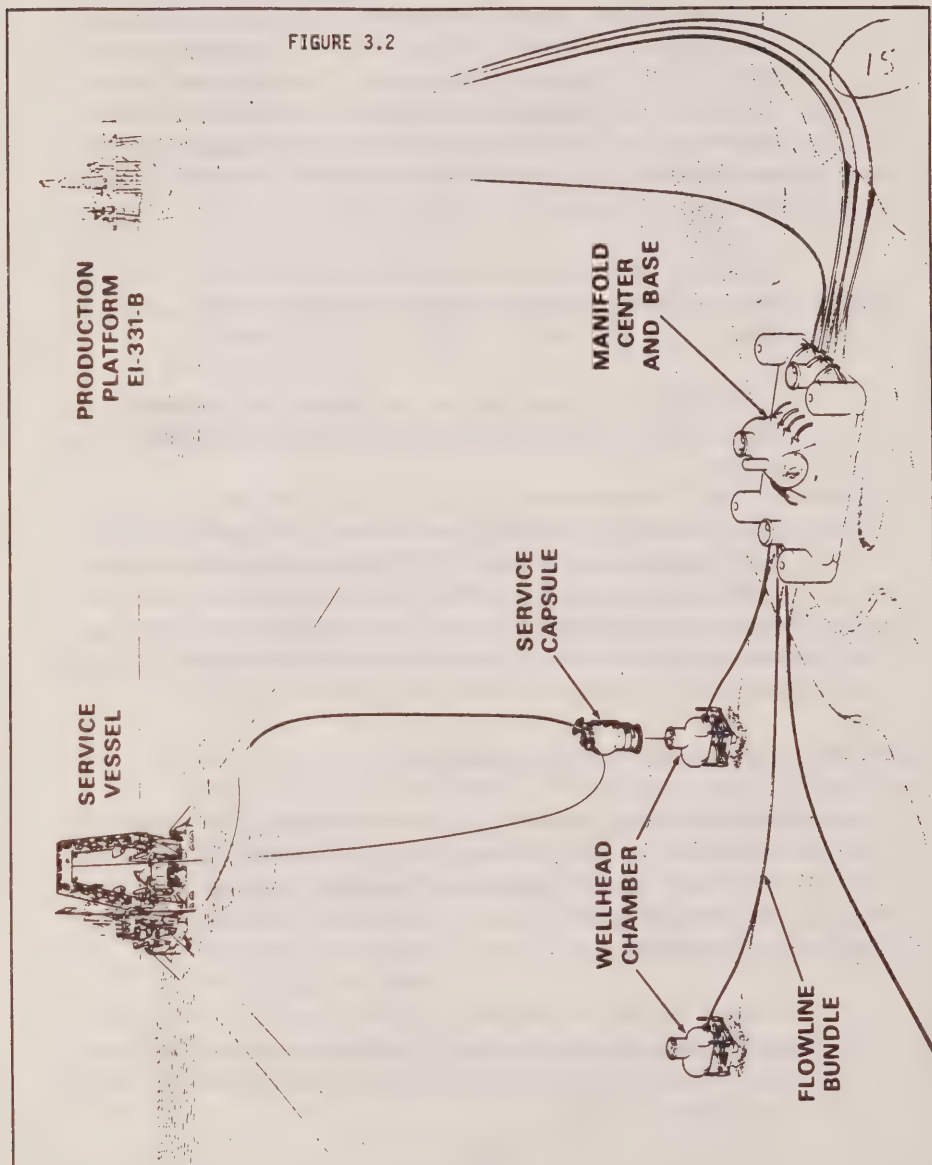 FIGURE 3.2
15
PRODUCTION
PLATFORM
EI-331-B
SERVICE
VESSEL
MANIFOLD
CENTER
AND BASE
SERVICE
CAPSULE
WELLHEAD
CHAMBER
FLOWLINE
BUNDLE